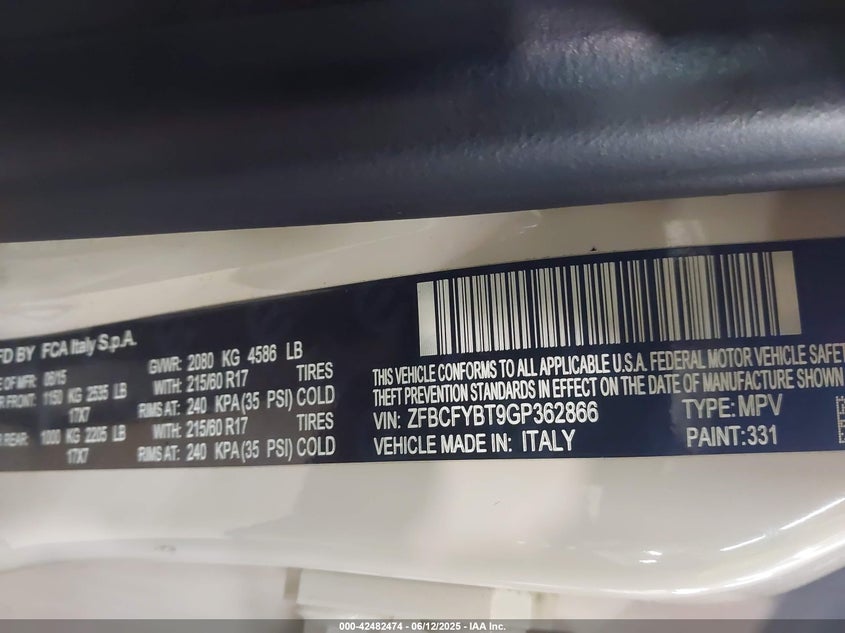 FD BY FCA Italy S.p.A.
GVWR: 2080 KG 4586 LB
E OF MFR: 08/15
WITH: 215/60 R17 TIRES
R FRONT: 1150 KG 2535 LB
17X7
RIMS AT: 240 KPA(35 PSI) COLD
WITH: 215/60 R17 TIRES
R REAR: 1000 KG 2205 LB
17X7
RIMS AT: 240 KPA(35 PSI) COLD
THIS VEHICLE CONFORMS TO ALL APPLICABLE U.S.A. FEDERAL MOTOR VEHICLE SAFET
THEFT PREVENTION STANDARDS IN EFFECT ON THE DATE OF MANUFACTURE SHOWN
VIN: ZFBCFYBT9GP362866 TYPE: MPV
VEHICLE MADE IN: ITALY PAINT: 331
000-42482474 - 06/12/2025 - IAA Inc.